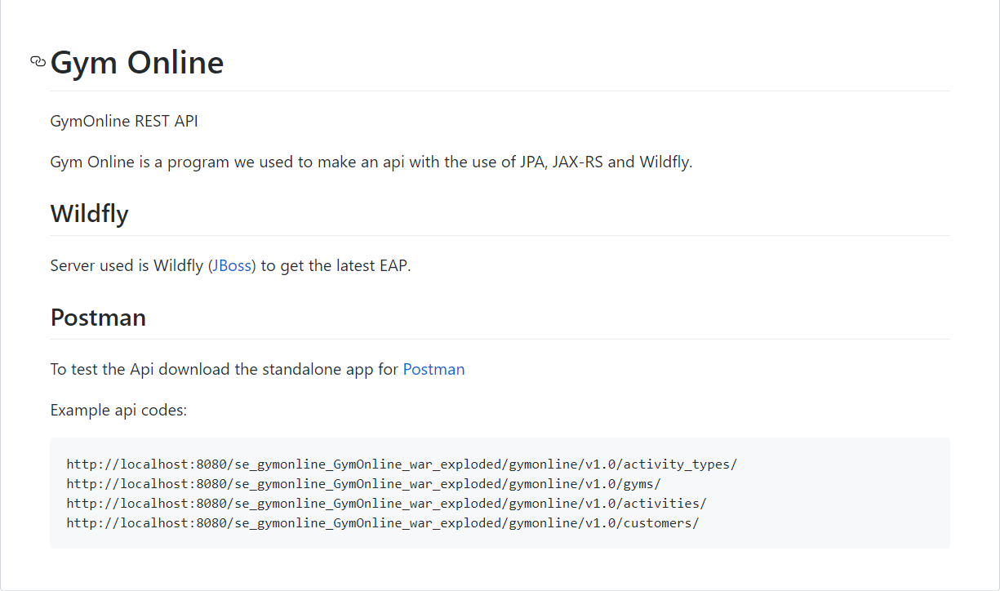 Gym Online
GymOnline REST API
Gym Online is a program we used to make an api with the use of JPA, JAX-RS and Wildfly.
Wildfly
Server used is Wildfly (JBoss) to get the latest EAP.
Postman
To test the Api download the standalone app for Postman
Example api codes:
http://localhost:8080/se_gymonline_GymOnline_war_exploded/gymonline/v1.0/activity_types/
http://localhost:8080/se_gymonline_GymOnline_war_exploded/gymonline/v1.0/gyms/
http://localhost:8080/se_gymonline_GymOnline_war_exploded/gymonline/v1.0/activities/
http://localhost:8080/se_gymonline_GymOnline_war_exploded/gymonline/v1.0/customers/